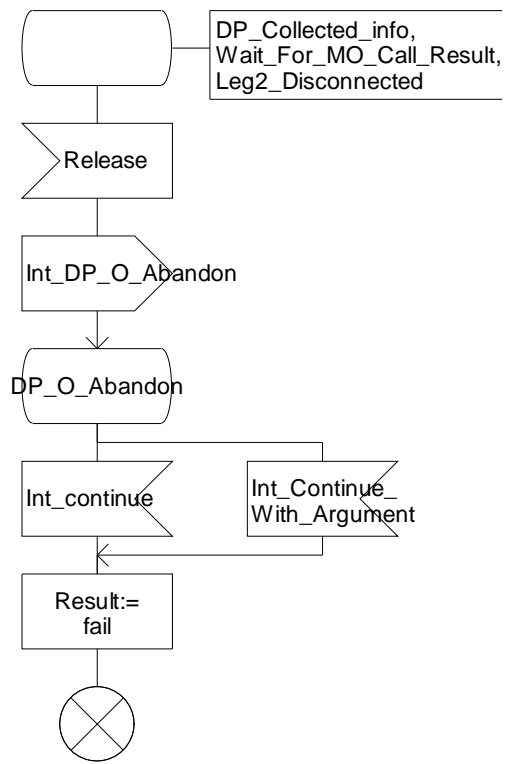 DP_Collected_info,
Wait_For_MO_Call_Result,
Leg2_Disconnected
Release
Int_DP_O_Abandon
DP_O_Abandon
Int_continue
Int_Continue_
With_Argument
Result:=
fail